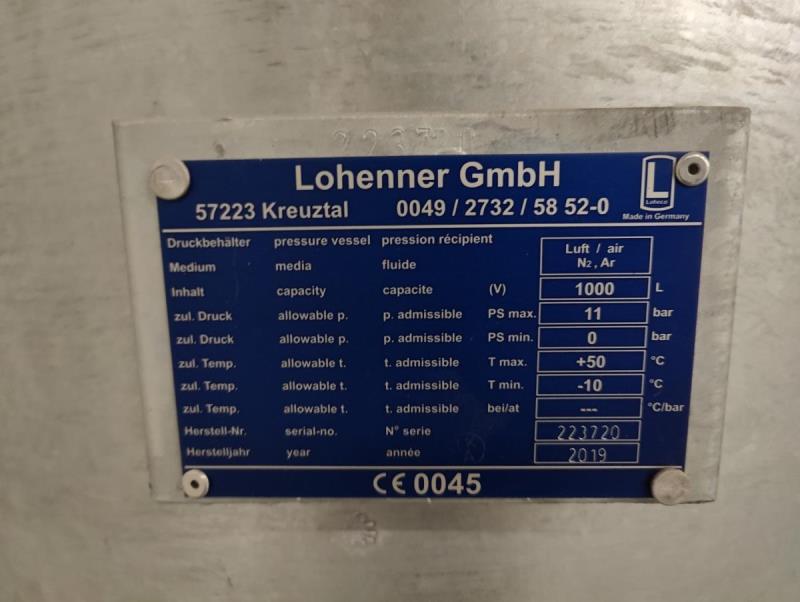 223720
Lohenner GmbH
57223 Kreuztal 0049 / 2732 / 58 52-0
L
Loheco
Made in Germany
Druckbehälter pressure vessel pression récipient
Medium media fluide Luft / air N2, Ar
Inhalt capacity capacite (V) 1000 L
zul. Druck allowable p. p. admissible PS max. 11 bar
zul. Druck allowable p. p. admissible PS min. 0 bar
zul. Temp. allowable t. t. admissible T max. +50 °C
zul. Temp. allowable t. t. admissible T min. -10 °C
zul. Temp. allowable t. t. admissible bei/at --- °C/bar
Herstell-Nr. serial-no. N° serie 223720
Herstelljahr year année 2019
CE 0045